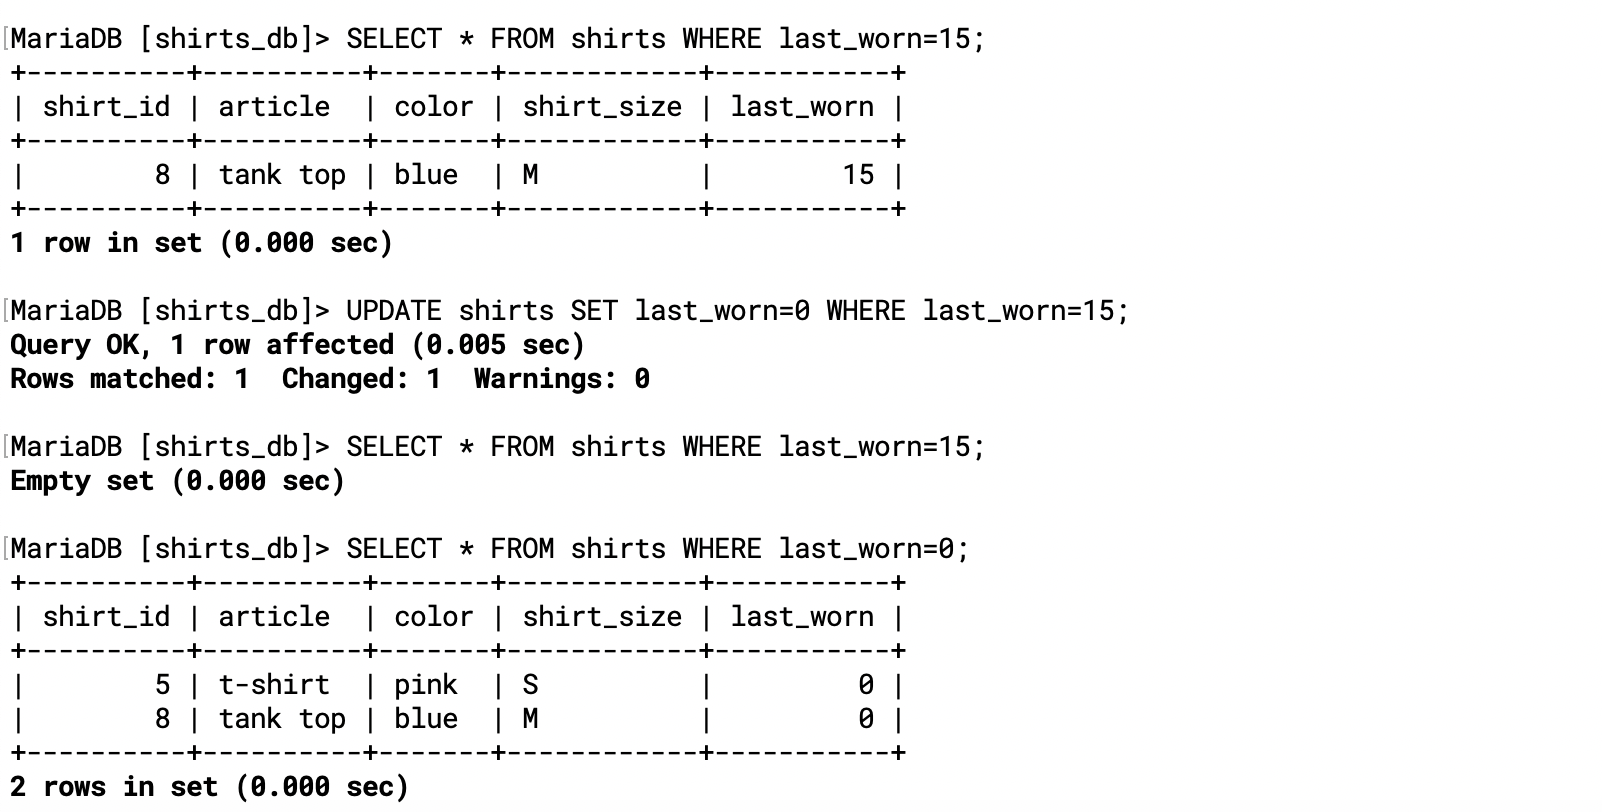 [MariaDB [shirts_db]> SELECT * FROM shirts WHERE last_worn=15;
+----------+----------+-------+------------+-----------+
| shirt_id | article  | color | shirt_size | last_worn |
+----------+----------+-------+------------+-----------+
|        8 | tank top | blue  | M          |        15 |
+----------+----------+-------+------------+-----------+
1 row in set (0.000 sec)

[MariaDB [shirts_db]> UPDATE shirts SET last_worn=0 WHERE last_worn=15;
Query OK, 1 row affected (0.005 sec)
Rows matched: 1  Changed: 1  Warnings: 0

[MariaDB [shirts_db]> SELECT * FROM shirts WHERE last_worn=15;
Empty set (0.000 sec)

[MariaDB [shirts_db]> SELECT * FROM shirts WHERE last_worn=0;
+----------+----------+-------+------------+-----------+
| shirt_id | article  | color | shirt_size | last_worn |
+----------+----------+-------+------------+-----------+
|        5 | t-shirt  | pink  | S          |         0 |
|        8 | tank top | blue  | M          |         0 |
+----------+----------+-------+------------+-----------+
2 rows in set (0.000 sec)